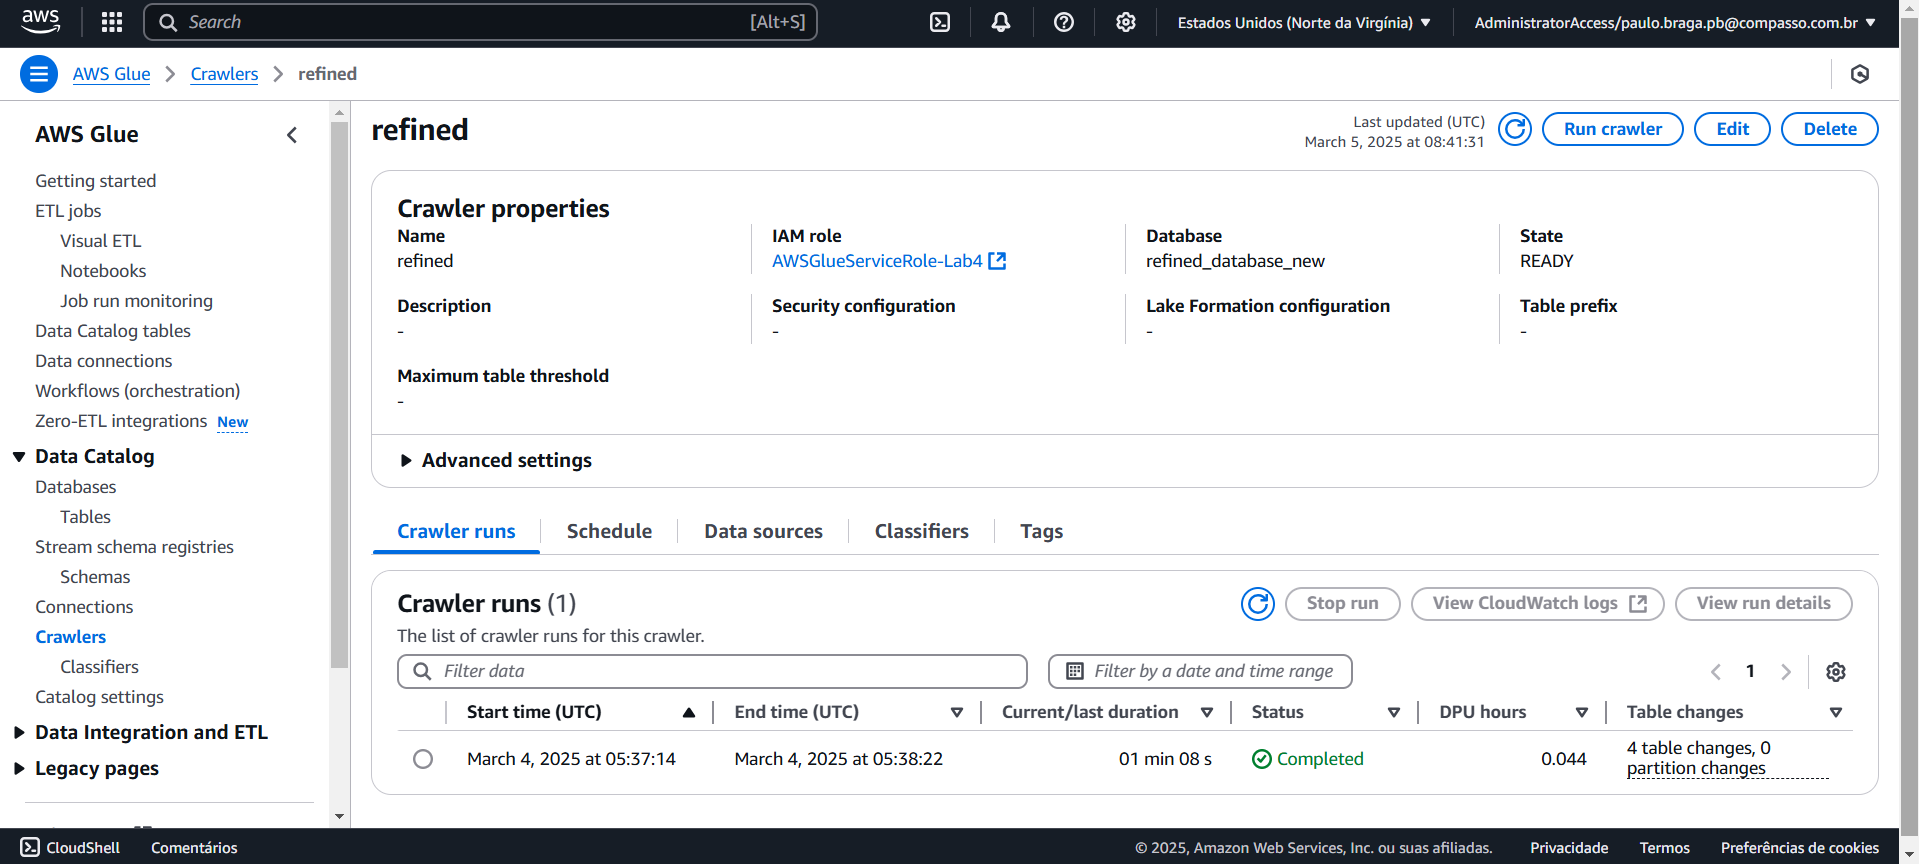 aws
Search
[Alt+S]
Estados Unidos (Norte da Virgínia)
AdministratorAccess/paulo.braga.pb@compasso.com.br
AWS Glue
Crawlers
refined
AWS Glue
Getting started
ETL jobs
Visual ETL
Notebooks
Job run monitoring
Data Catalog tables
Data connections
Workflows (orchestration)
Zero-ETL integrations New
Data Catalog
Databases
Tables
Stream schema registries
Schemas
Connections
Crawlers
Classifiers
Catalog settings
Data Integration and ETL
Legacy pages
refined
Last updated (UTC)
March 5, 2025 at 08:41:31
Run crawler
Edit
Delete
Crawler properties
Name
refined
IAM role
AWSGlueServiceRole-Lab4
Database
refined_database_new
State
READY
Description
-
Security configuration
-
Lake Formation configuration
-
Table prefix
-
Maximum table threshold
-
Advanced settings
Crawler runs
Schedule
Data sources
Classifiers
Tags
Crawler runs (1)
The list of crawler runs for this crawler.
Stop run
View CloudWatch logs
View run details
Filter data
Filter by a date and time range
1
Start time (UTC)
End time (UTC)
Current/last duration
Status
DPU hours
Table changes
March 4, 2025 at 05:37:14
March 4, 2025 at 05:38:22
01 min 08 s
Completed
0.044
4 table changes, 0
partition changes
CloudShell
Comentários
© 2025, Amazon Web Services, Inc. ou suas afiliadas.
Privacidade
Termos
Preferências de cookies